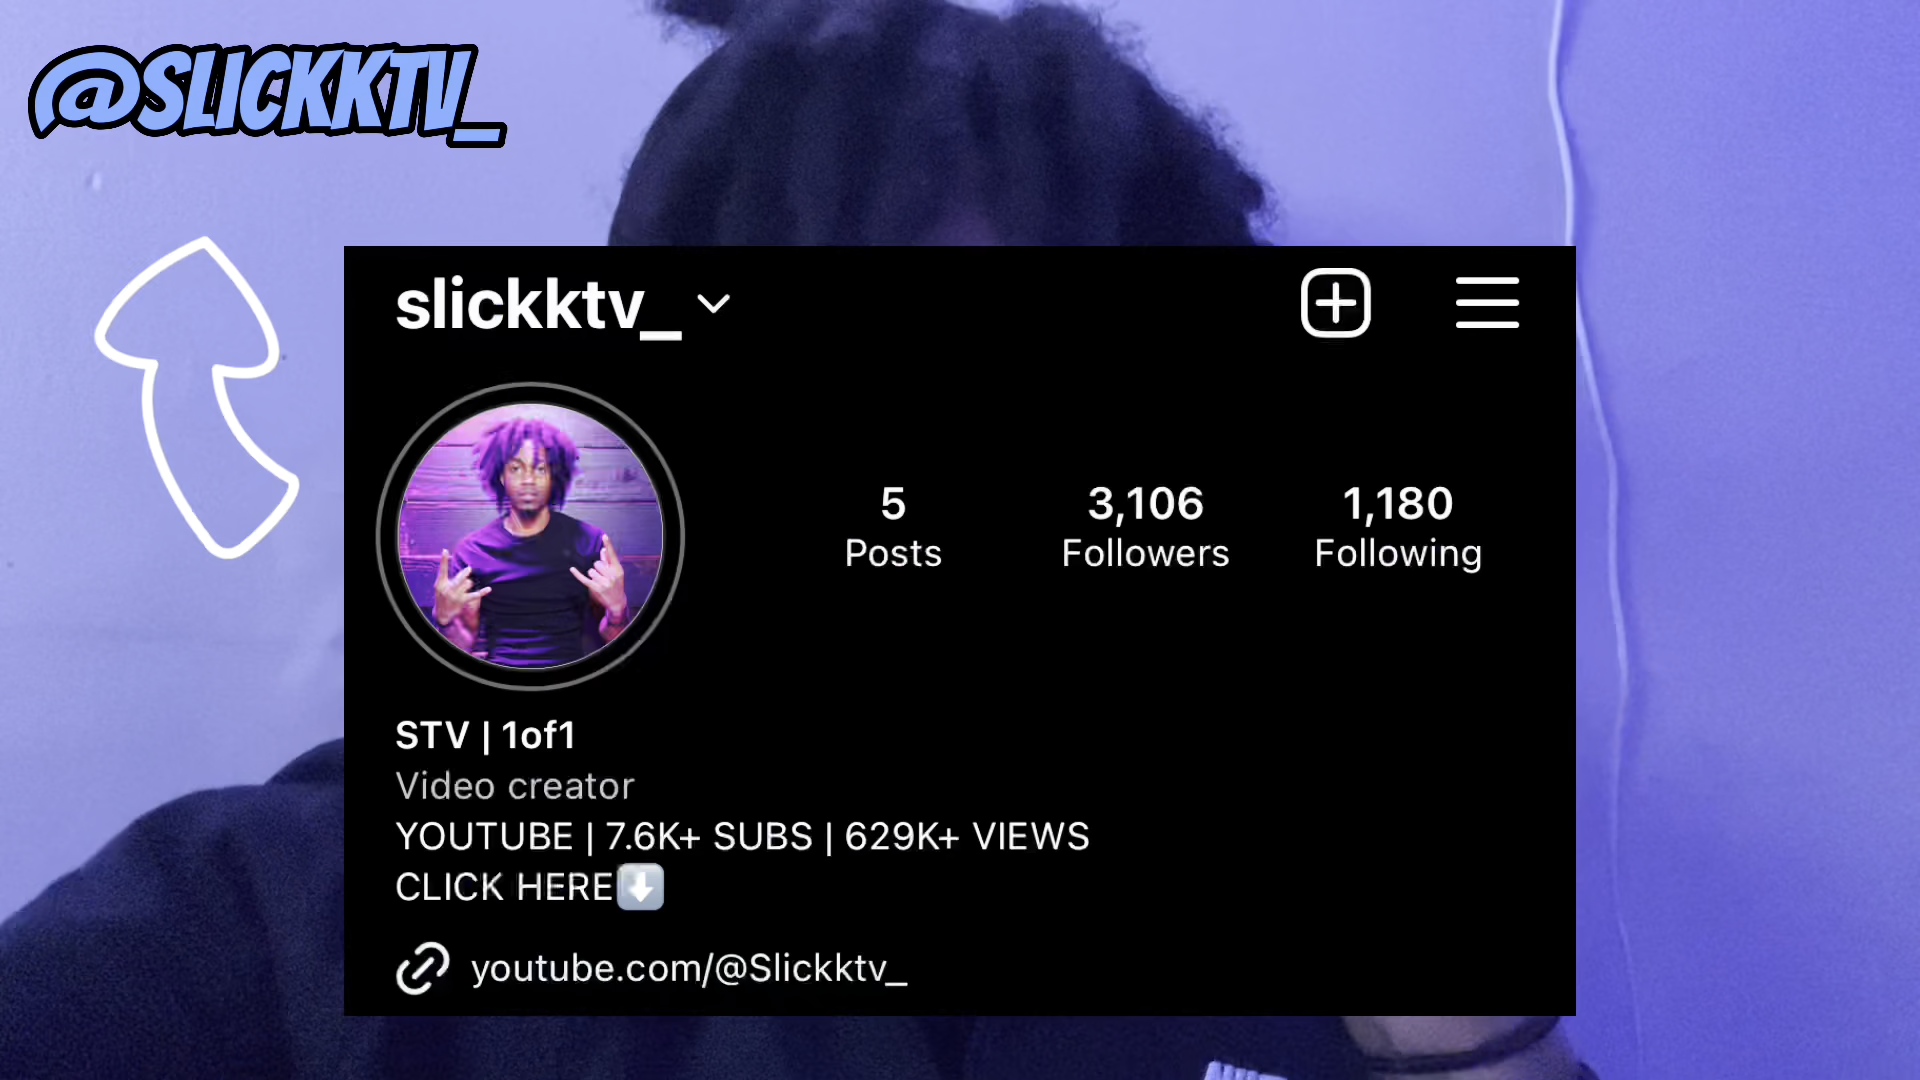 @SLICKKTV_
slickktv_
5
Posts
3,106
Followers
1,180
Following
STV | 1of1
Video creator
YOUTUBE | 7.6K+ SUBS | 629K+ VIEWS
CLICK HERE⬇️
youtube.com/@Slickktv_